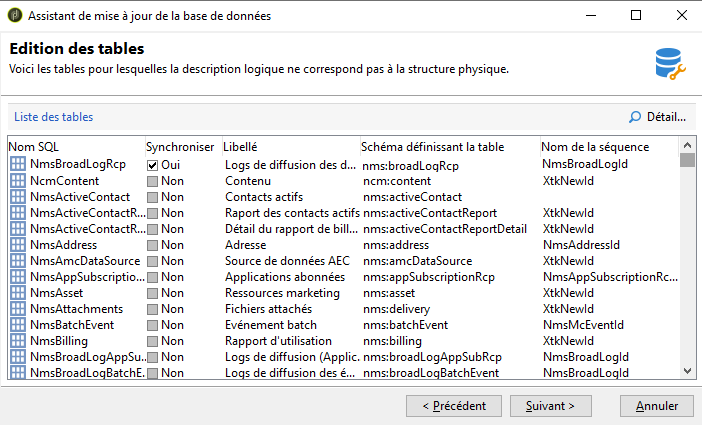 Assistant de mise à jour de la base de données
Edition des tables
Voici les tables pour lesquelles la description logique ne correspond pas à la structure physique.
Liste des tables Détail...
Nom SQL Synchroniser Libellé Schéma définissant la table Nom de la séquence
NmsBroadLogRcp Oui Logs de diffusion des d... nms:broadLogRcp NmsBroadLogId
NcmContent Non Contenu ncm:content XtkNewId
NmsActiveContact Non Contacts actifs nms:activeContact
NmsActiveContactR... Non Raport des contacts actifs nms:activeContactReport XtkNewId
NmsActiveContactR... Non Détail du rapport de bill... nms:activeContactReportDetail XtkNewId
NmsAddress Non Adresse nms:address NmsAddressId
NmsAmcDataSource Non Source de données AEC nms:amcDataSource XtkNewId
NmsAppSubscriptio... Non Applications abonnées nms:appSubscriptionRcp NmsAppSubscriptionRc...
NmsAsset Non Ressources marketing nms:asset XtkNewId
NmsAttachments Non Fichiers attachés nms:delivery XtkNewId
NmsBatchEvent Non Evénement batch nms:batchEvent NmsMcEventId
NmsBilling Non Rapport d'utilisation nms:billing XtkNewId
NmsBroadLogAppSu... Non Logs de diffusion (Applic... nms:broadLogAppSubRcp NmsBroadLogId
NmsBroadLogBatchE... Non Logs de diffusion des é... nms:broadLogBatchEvent NmsBroadLogId
< Précédent Suivant > Annuler